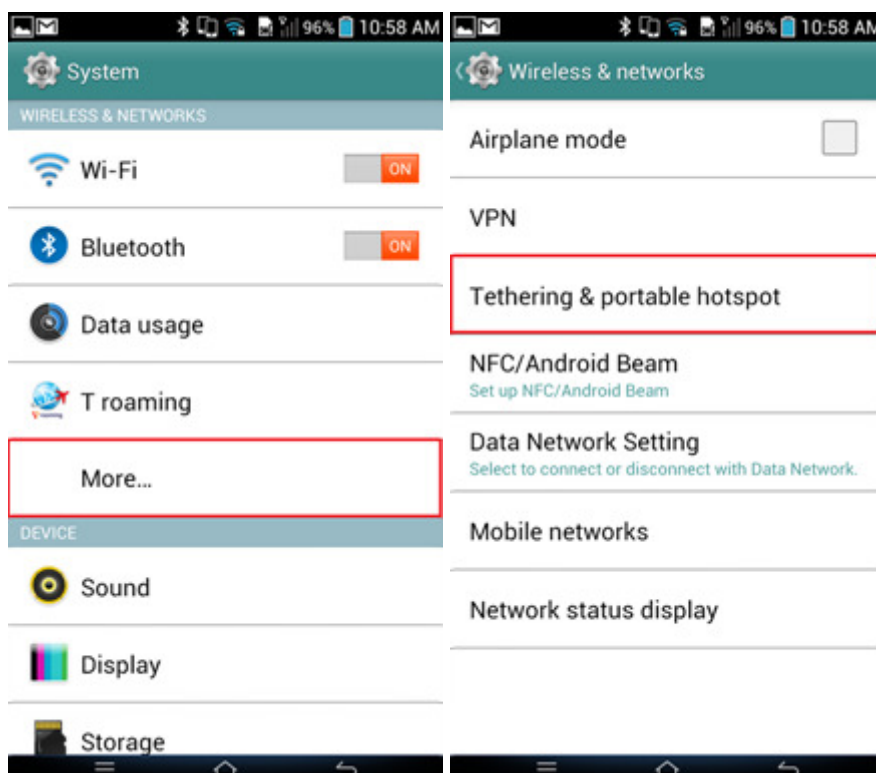 96% 10:58 AM
System
WIRELESS & NETWORKS
Wi-Fi ON
Bluetooth ON
Data usage
T roaming
More...
DEVICE
Sound
Display
Storage
96% 10:58 AM
Wireless & networks
Airplane mode
VPN
Tethering & portable hotspot
NFC/Android Beam
Set up NFC/Android Beam
Data Network Setting
Select to connect or disconnect with Data Network.
Mobile networks
Network status display